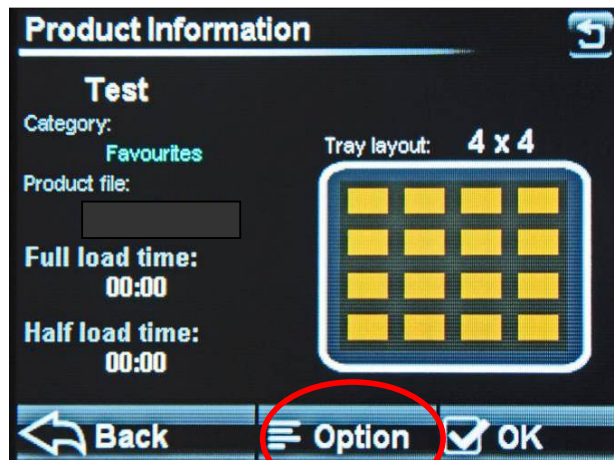 Product Information
Test
Category:
Favourites
Product file:
Full load time:
00:00
Half load time:
00:00
Tray layout: 4 x 4
Back
Option
OK